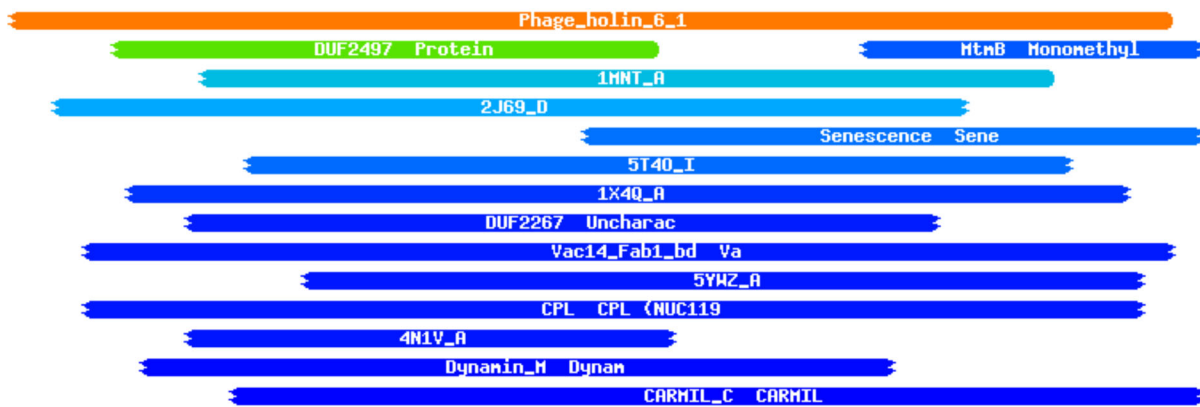 Phage_holin_6_1
DUF2497 Protein MtmB Monomethyl
1MNT_A
2J69_D
Senescence Sene
5T4O_I
1X4Q_A
DUF2267 Uncharac
Vac14_Fab1_bd Va
5YWZ_A
CPL CPL (NUC119
4N1V_A
Dynamin_M Dynam
CARMIL_C CARMIL